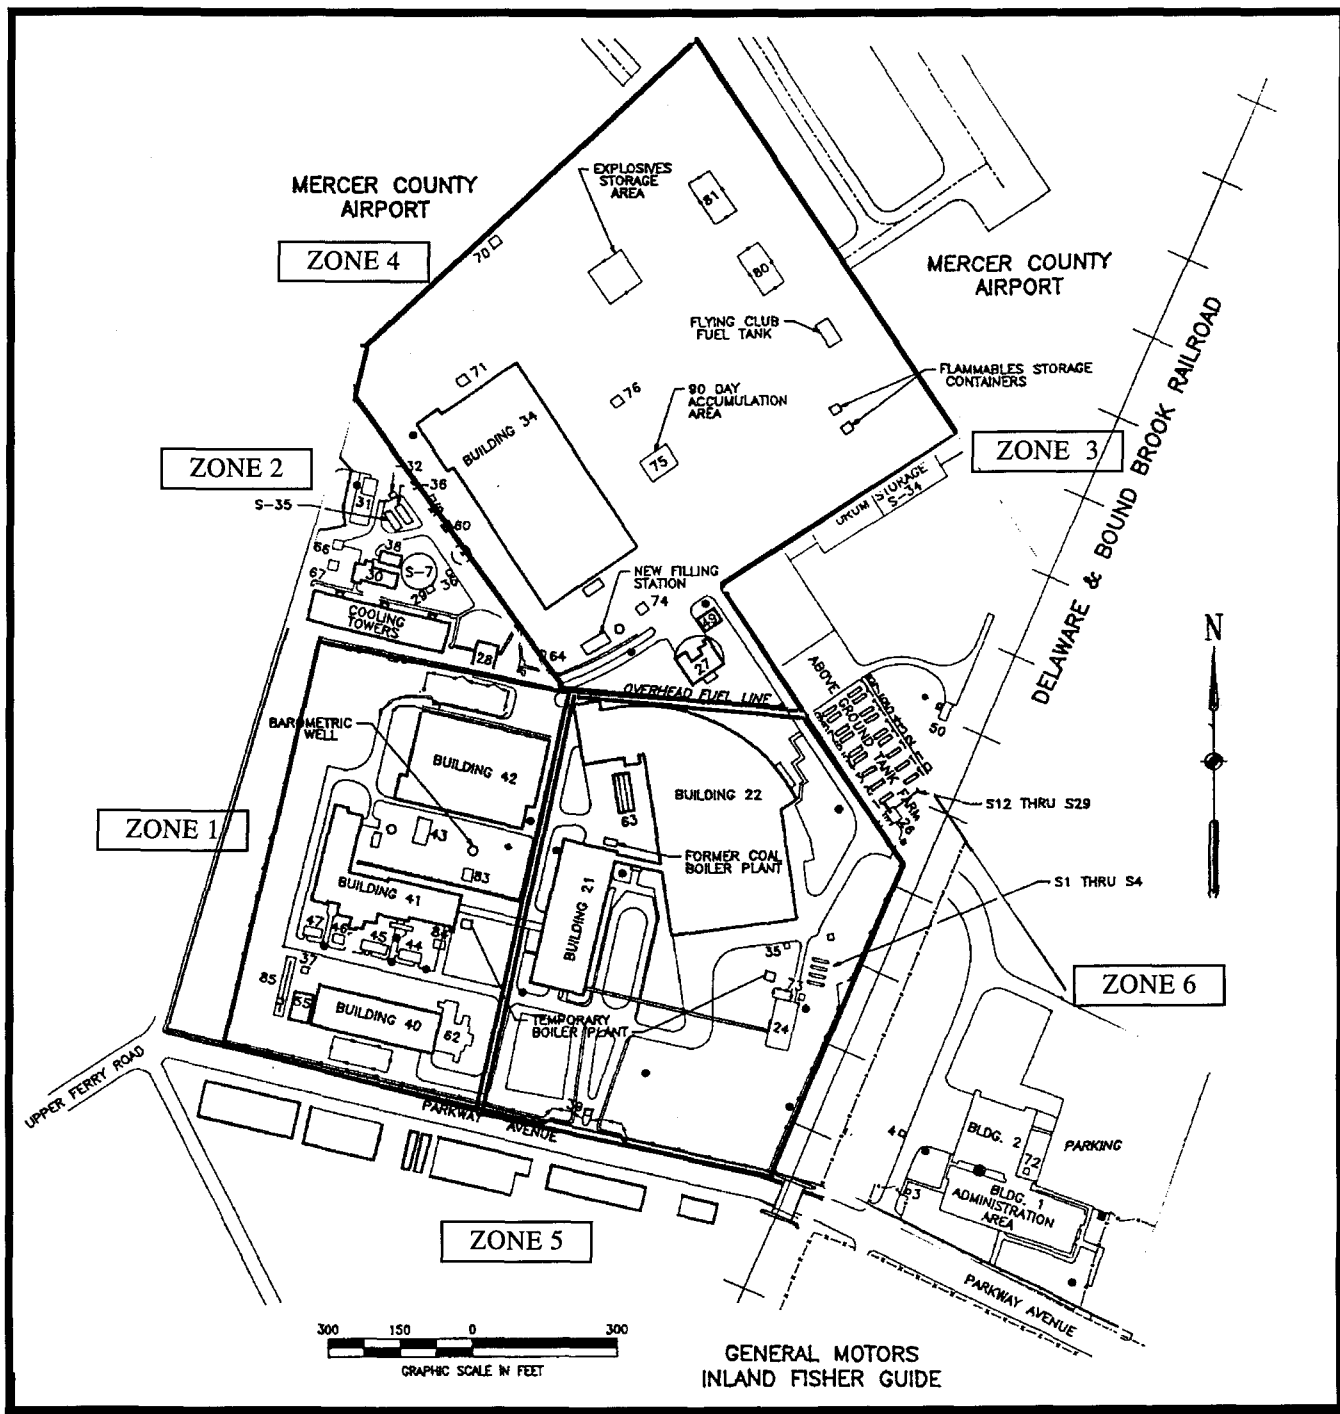 EXPLOSIVES
STORAGE
AREA
MERCER COUNTY
AIRPORT
ZONE 4
81
70
80
MERCER COUNTY
AIRPORT
FLYING CLUB
FUEL TANK
DELAWARE & BOUND BROOK RAILROAD
71
76
90 DAY
ACCUMULATION
AREA
FLAMMABLES STORAGE
CONTAINERS
BUILDING 34
75
ZONE 3
ZONE 2
32
S-36
31
S-35
STORAGE
S-34
60
66
38
67
30
S-7
36
29
NEW FILLING
STATION
74
49
COOLING
TOWERS
28
64
27
N
OVERHEAD FUEL LINE
ABOVE GROUND TANK FARM
50
BAROMETRIC
WELL
BUILDING 42
BUILDING 22
63
26
S12 THRU S29
ZONE 1
43
FORMER COAL
BOILER PLANT
83
S1 THRU S4
BUILDING 41
BUILDING 21
47
46
45
44
84
35
37
85
73
ZONE 6
55
BUILDING 40
62
TEMPORARY
BOILER PLANT
24
UPPER FERRY ROAD
PARKWAY
AVENUE
39
4
BLDG. 2
72
PARKING
3
BLDG. 1
ADMINISTRATION
AREA
ZONE 5
PARKWAY AVENUE
300 150 0 300
GRAPHIC SCALE IN FEET
GENERAL MOTORS
INLAND FISHER GUIDE